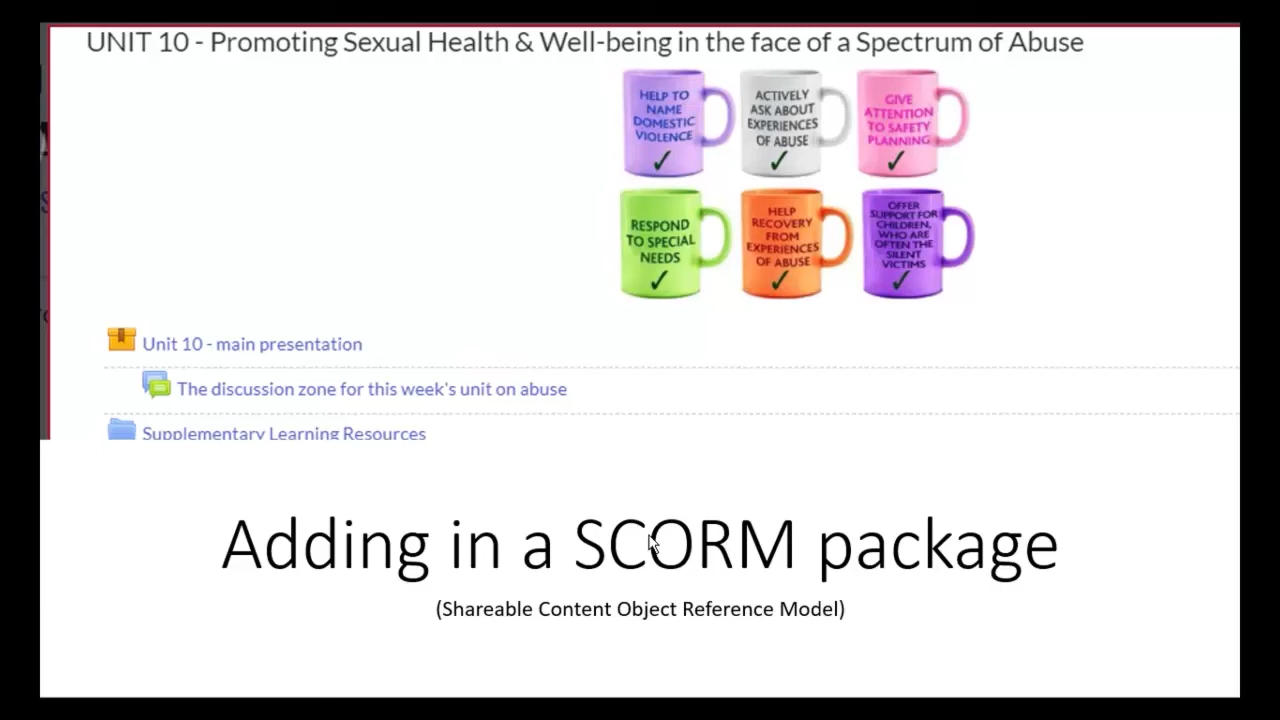 UNIT 10 - Promoting Sexual Health & Well-being in the face of a Spectrum of Abuse
HELP TO
NAME
DOMESTIC
VIOLENCE
ACTIVELY
ASK ABOUT
EXPERIENCES
OF ABUSE
GIVE
ATTENTION
TO SAFETY
PLANNING
RESPOND
TO SPECIAL
NEEDS
HELP
RECOVERY
FROM
EXPERIENCES
OF ABUSE
OFFER
SUPPORT FOR
CHILDREN,
WHO ARE
OFTEN THE
SILENT
VICTIMS
Unit 10 - main presentation
The discussion zone for this week's unit on abuse
Supplementary Learning Resources
Adding in a SCORM package
(Shareable Content Object Reference Model)